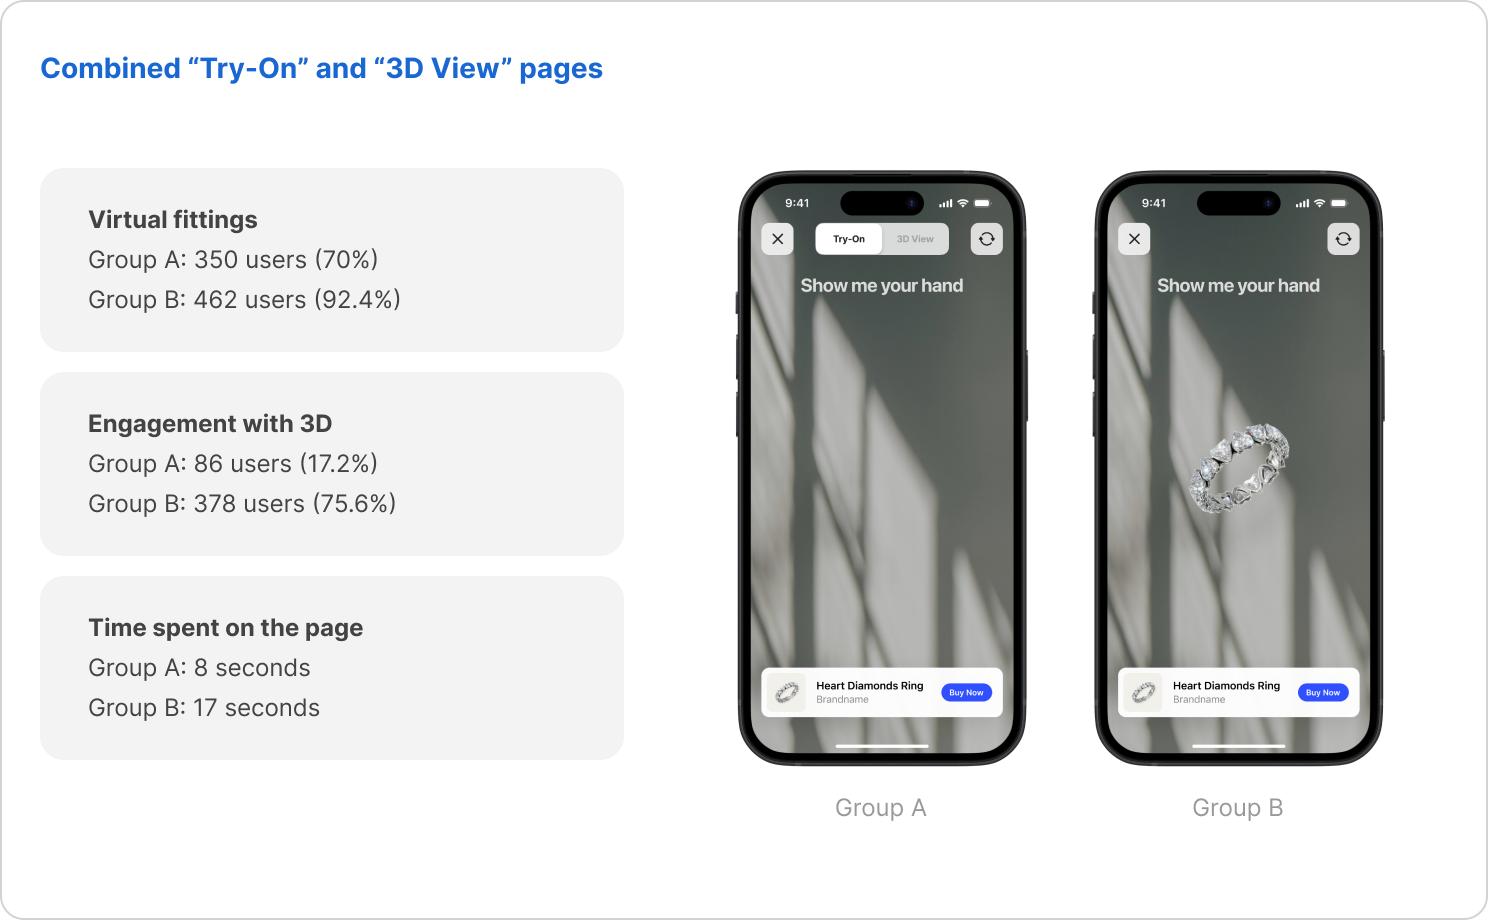 Combined “Try-On” and “3D View” pages
Virtual fittings
Group A: 350 users (70%)
Group B: 462 users (92.4%)
Engagement with 3D
Group A: 86 users (17.2%)
Group B: 378 users (75.6%)
Time spent on the page
Group A: 8 seconds
Group B: 17 seconds
9:41
Try-On
3D View
Show me your hand
Heart Diamonds Ring
Brandname
Buy Now
Group A
9:41
Show me your hand
Heart Diamonds Ring
Brandname
Buy Now
Group B